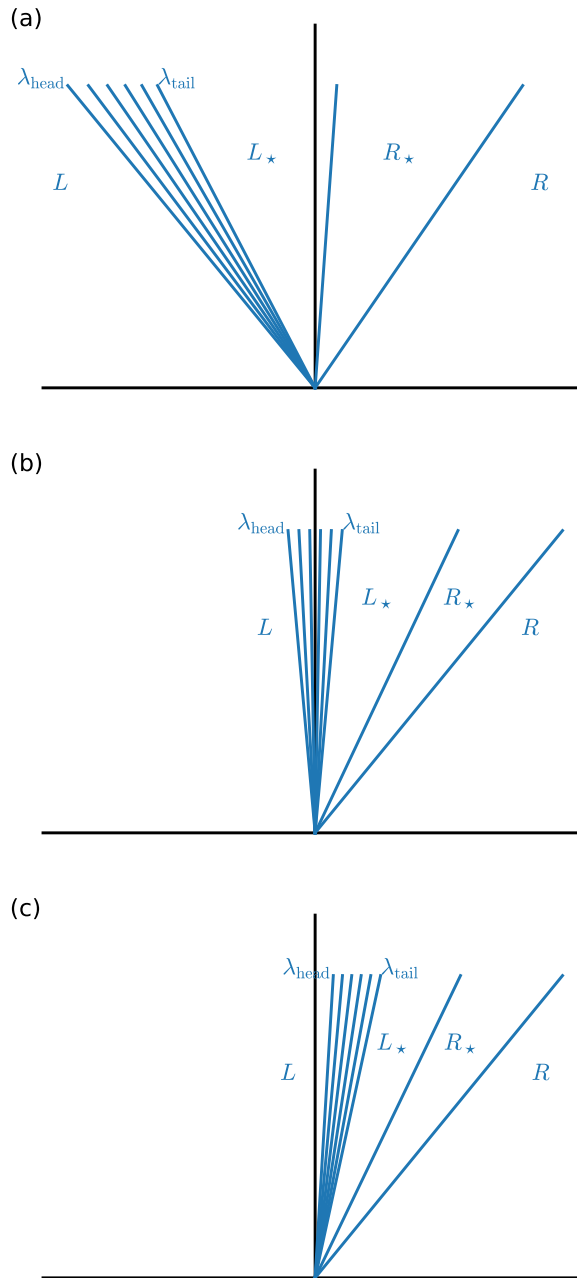 (a)
λhead λtail
L⋆ R⋆
L R
(b)
λhead λtail
L⋆ R⋆
L R
(c)
λhead λtail
L⋆ R⋆
L R